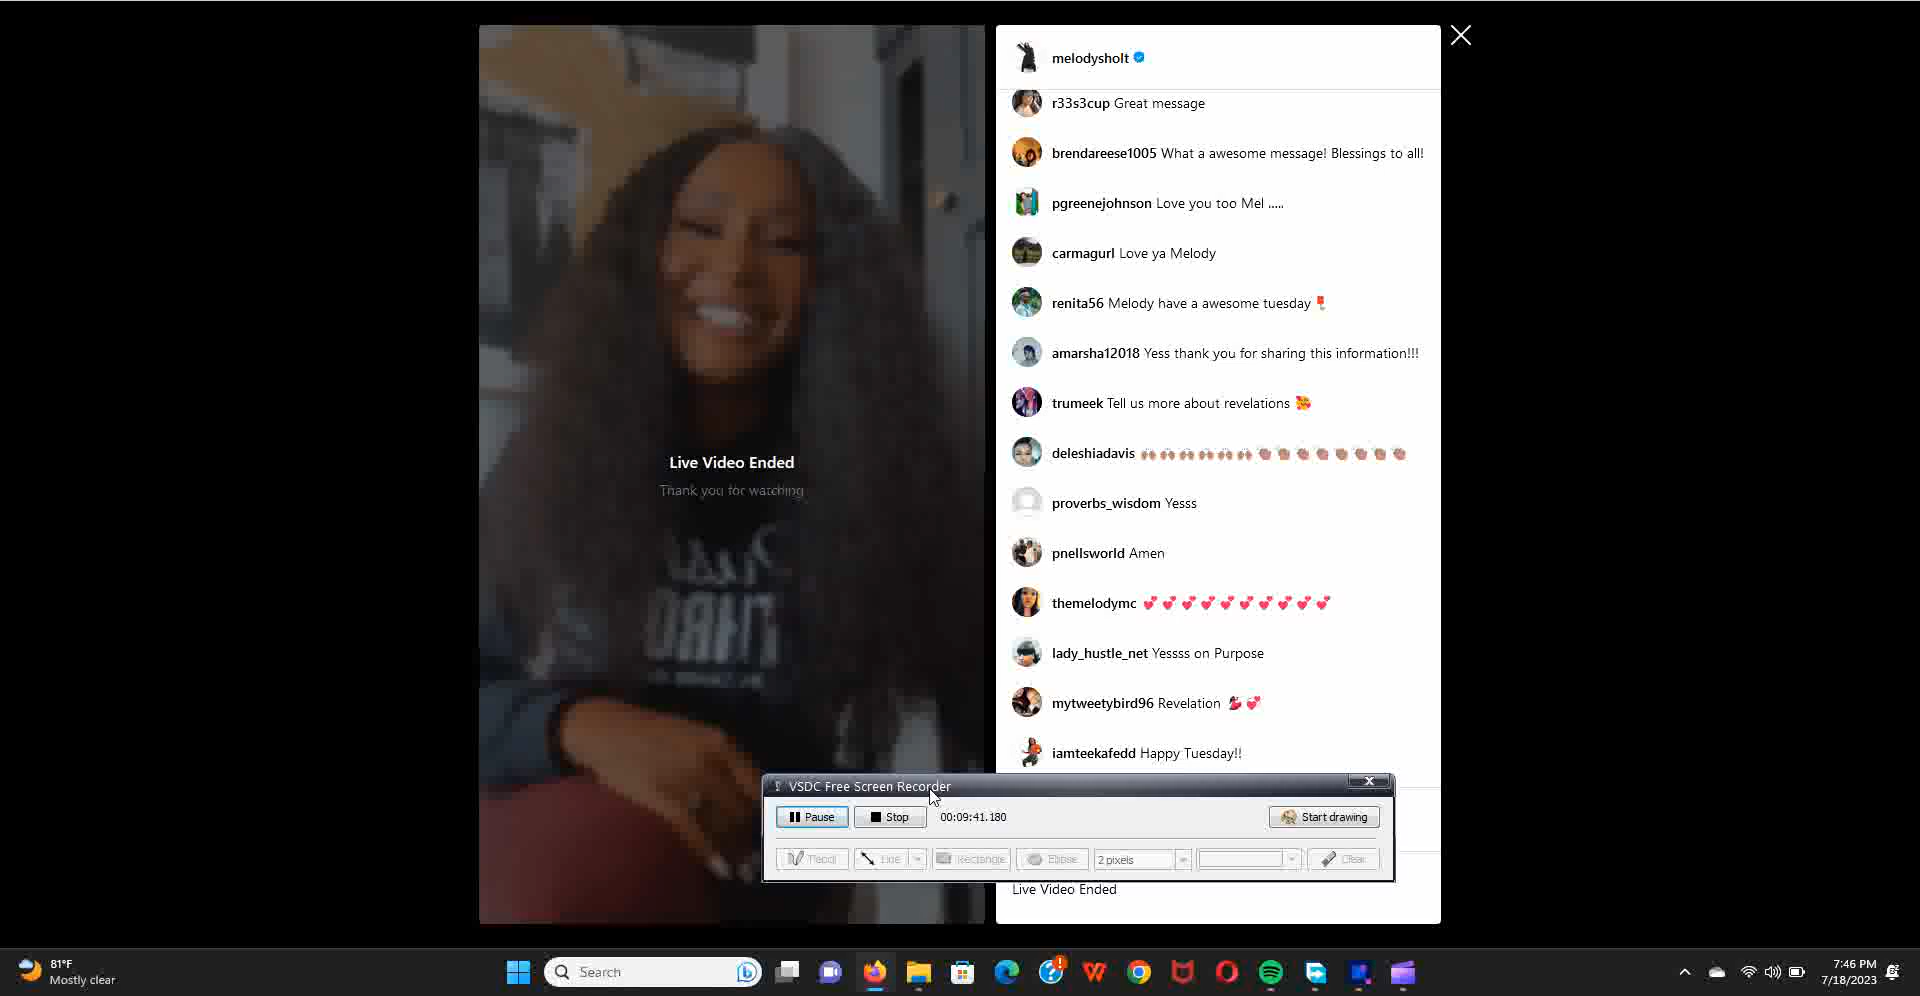 melodysholt
r33s3cup Great message
brendareese1005 What a awesome message! Blessings to all!
pgreenejohnson Love you too Mel .....
carmagurl Love ya Melody
renita56 Melody have a awesome tuesday
amarsha12018 Yess thank you for sharing this information!!!
trumeek Tell us more about revelations 🥰
deleshiadavis 🙌🏽🙌🏽🙌🏽🙌🏽🙌🏽🙌🏽👏🏽👏🏽👏🏽👏🏽👏🏽👏🏽👏🏽👏🏽
proverbs_wisdom Yesss
pnellsworld Amen
themelodymc 💕💕💕💕💕💕💕💕💕💕
lady_hustle_net Yessss on Purpose
mytweetybird96 Revelation 💃🏿💞
iamteekafedd Happy Tuesday!!
Live Video Ended
Thank you for watching
VSDC Free Screen Recorder
Pause Stop 00:09:41.180 Start drawing
Pencil Line Rectangle Ellipse 2 pixels Clear
Live Video Ended
81°F
Mostly clear
Search
7:46 PM
7/18/2023